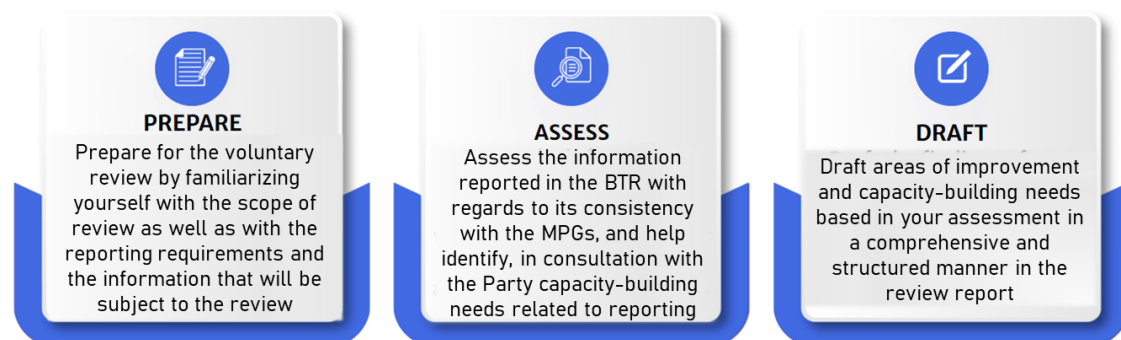 PREPARE
Prepare for the voluntary
review by familiarizing
yourself with the scope of
review as well as with the
reporting requirements and
the information that will be
subject to the review
ASSESS
Assess the information
reported in the BTR with
regards to its consistency
with the MPGs, and help
identify, in consultation with
the Party capacity-building
needs related to reporting
DRAFT
Draft areas of improvement
and capacity-building needs
based in your assessment in
a comprehensive and
structured manner in the
review report